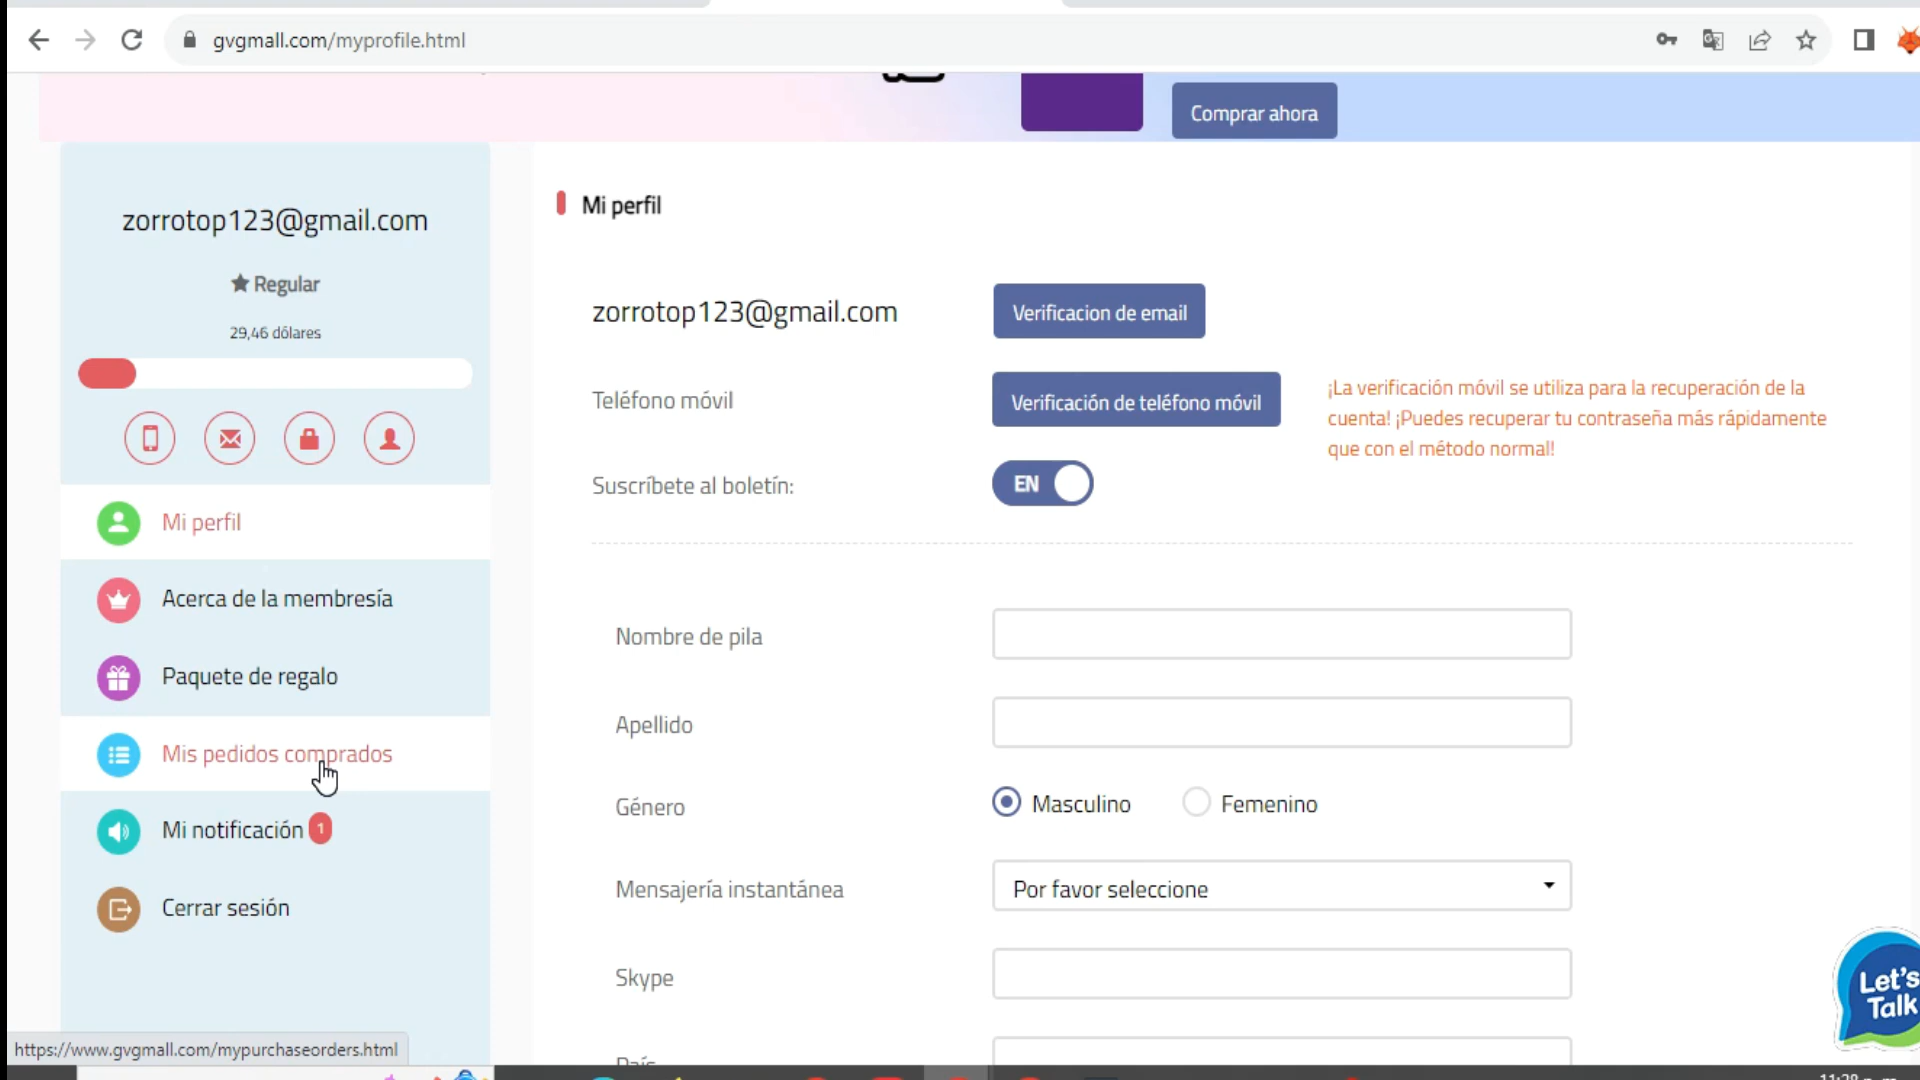 gvgmall.com/myprofile.html
Comprar ahora
zorrotop123@gmail.com
Regular
29,46 dólares
Mi perfil
Acerca de la membresía
Paquete de regalo
Mis pedidos comprados
Mi notificación 1
Cerrar sesión
Mi perfil
zorrotop123@gmail.com
Verificacion de email
Teléfono móvil
Verificación de teléfono móvil
¡La verificación móvil se utiliza para la recuperación de la
cuenta! ¡Puedes recuperar tu contraseña más rápidamente
que con el método normal!
Suscríbete al boletín:
EN
Nombre de pila
Apellido
Género
Masculino
Femenino
Mensajería instantánea
Por favor seleccione
Skype
País
Let's
Talk
https://www.gvgmall.com/mypurchaseorders.html